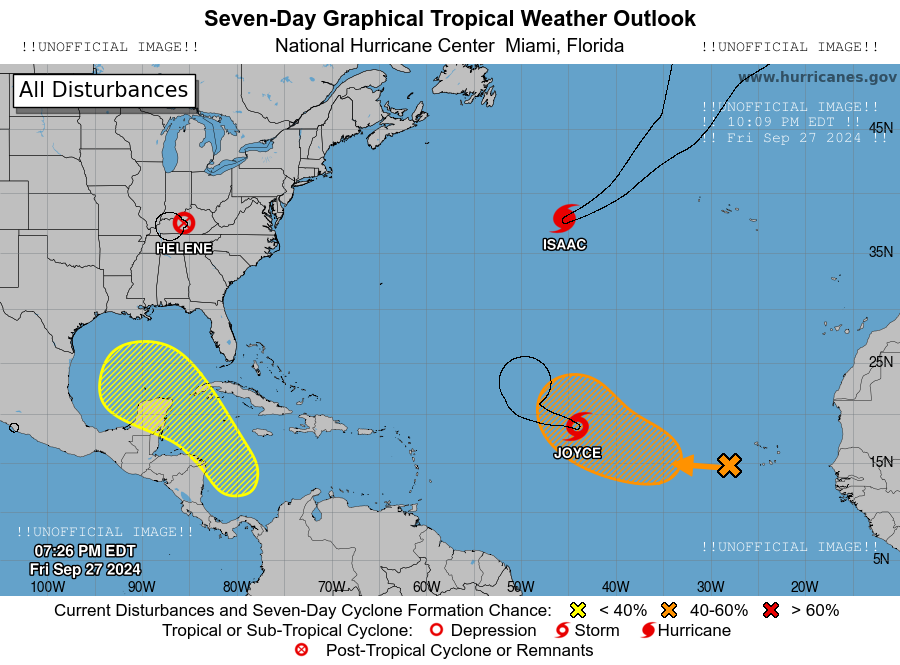 Seven-Day Graphical Tropical Weather Outlook
!!UNOFFICIAL IMAGE!! National Hurricane Center  Miami, Florida !!UNOFFICIAL IMAGE!!
All Disturbances
www.hurricanes.gov
!!UNOFFICIAL IMAGE!!
!! 10:09 PM EDT !!
!! Fri Sep 27 2024 !!
45N
HELENE
ISAAC
35N
25N
JOYCE
15N
!!UNOFFICIAL IMAGE!!
07:26 PM EDT
Fri Sep 27 2024
!!UNOFFICIAL IMAGE!!
5N
100W 90W 80W 70W 60W 50W 40W 30W 20W
Current Disturbances and Seven-Day Cyclone Formation Chance: < 40% 40-60% > 60%
Tropical or Sub-Tropical Cyclone: Depression Storm Hurricane
Post-Tropical Cyclone or Remnants